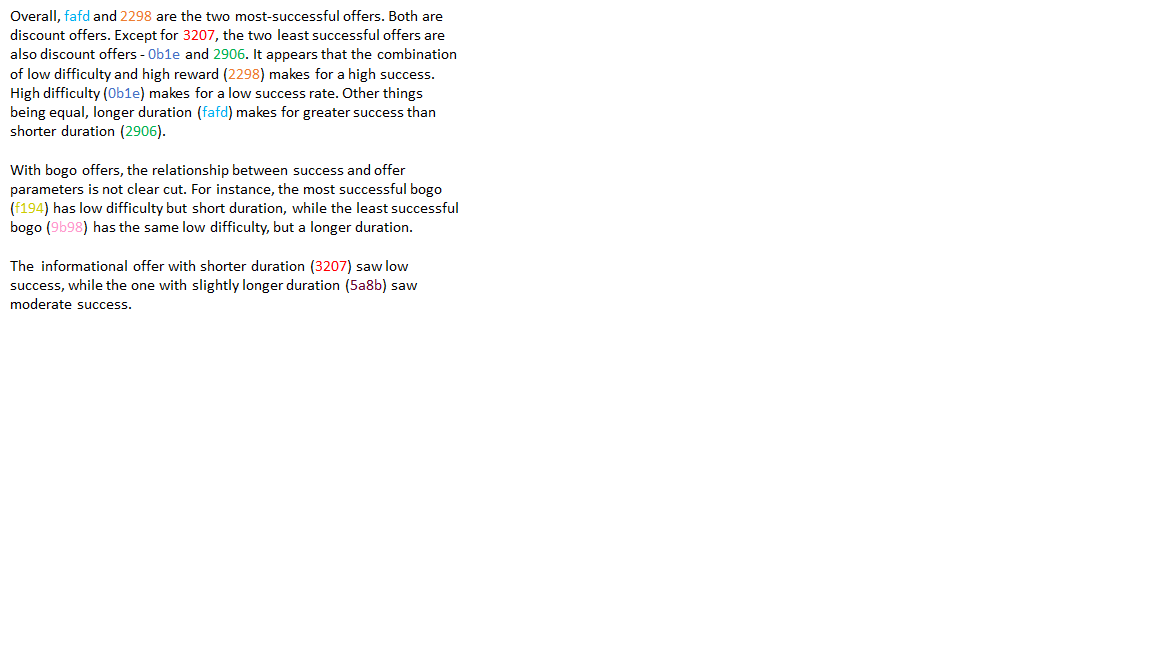 Overall, fafd and 2298 are the two most-successful offers. Both are
discount offers. Except for 3207, the two least successful offers are
also discount offers - 0b1e and 2906. It appears that the combination
of low difficulty and high reward (2298) makes for a high success.
High difficulty (0b1e) makes for a low success rate. Other things
being equal, longer duration (fafd) makes for greater success than
shorter duration (2906).
With bogo offers, the relationship between success and offer
parameters is not clear cut. For instance, the most successful bogo
(f194) has low difficulty but short duration, while the least successful
bogo (9b98) has the same low difficulty, but a longer duration.
The informational offer with shorter duration (3207) saw low
success, while the one with slightly longer duration (5a8b) saw
moderate success.